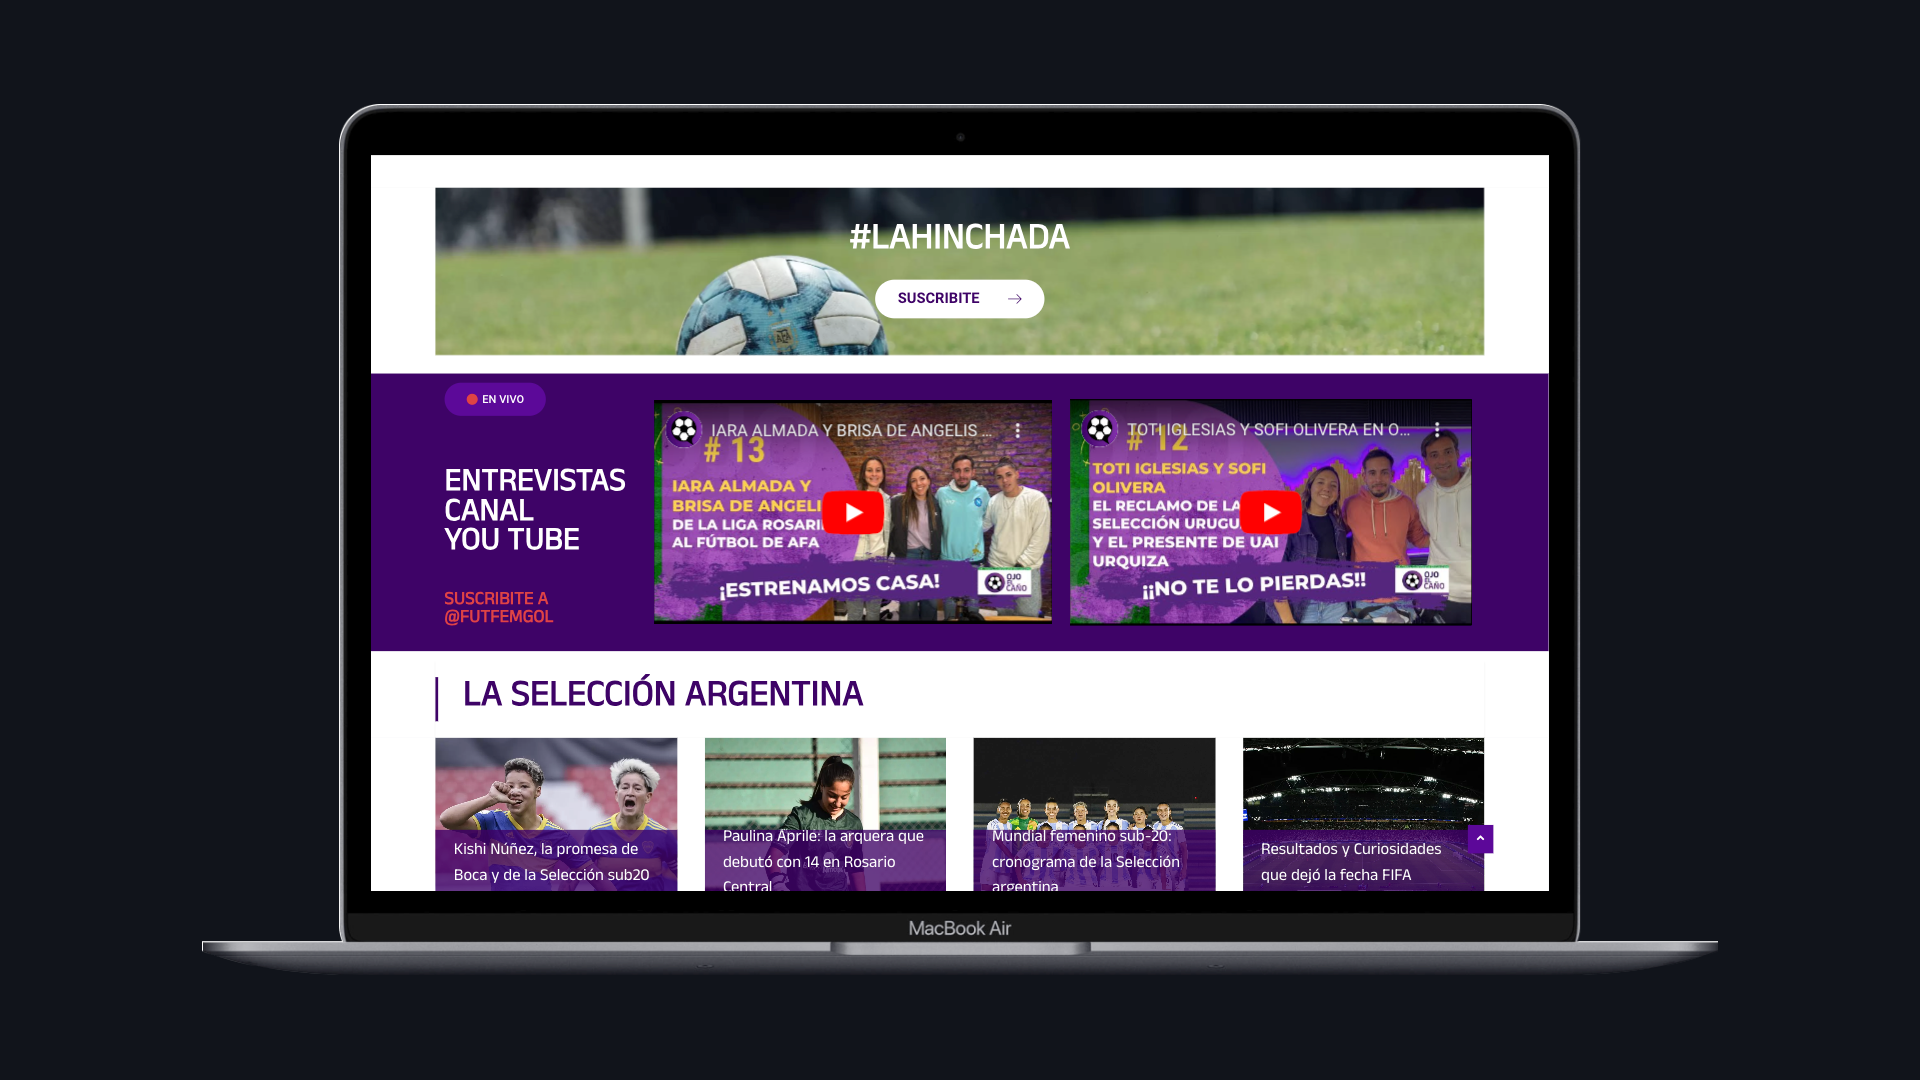 #LAHINCHADA
SUSCRIBITE
EN VIVO
ENTREVISTAS
CANAL
YOU TUBE
SUSCRIBITE A
@FUTFEMGOL
IARA ALMADA Y BRISA DE ANGELIS ...
# 13
IARA ALMADA Y
BRISA DE ANGELI
DE LA LIGA ROSARI
AL FÚTBOL DE AFA
¡ESTRENAMOS CASA!
OJO
EL
CAÑO
TOTI IGLESIAS Y SOFI OLIVERA EN O...
# 12
TOTI IGLESIAS Y SOFI
OLIVERA
EL RECLAMO DE LA
SELECCIÓN URUGU
Y EL PRESENTE DE UAI
URQUIZA
¡¡NO TE LO PIERDAS!!
OJO
EL
CAÑO
LA SELECCIÓN ARGENTINA
Kishi Núñez, la promesa de
Boca y de la Selección sub20
Paulina Aprile: la arquera que
debutó con 14 en Rosario
Central
Mundial femenino sub-20:
cronograma de la Selección
argentina
Resultados y Curiosidades
que dejó la fecha FIFA
MacBook Air